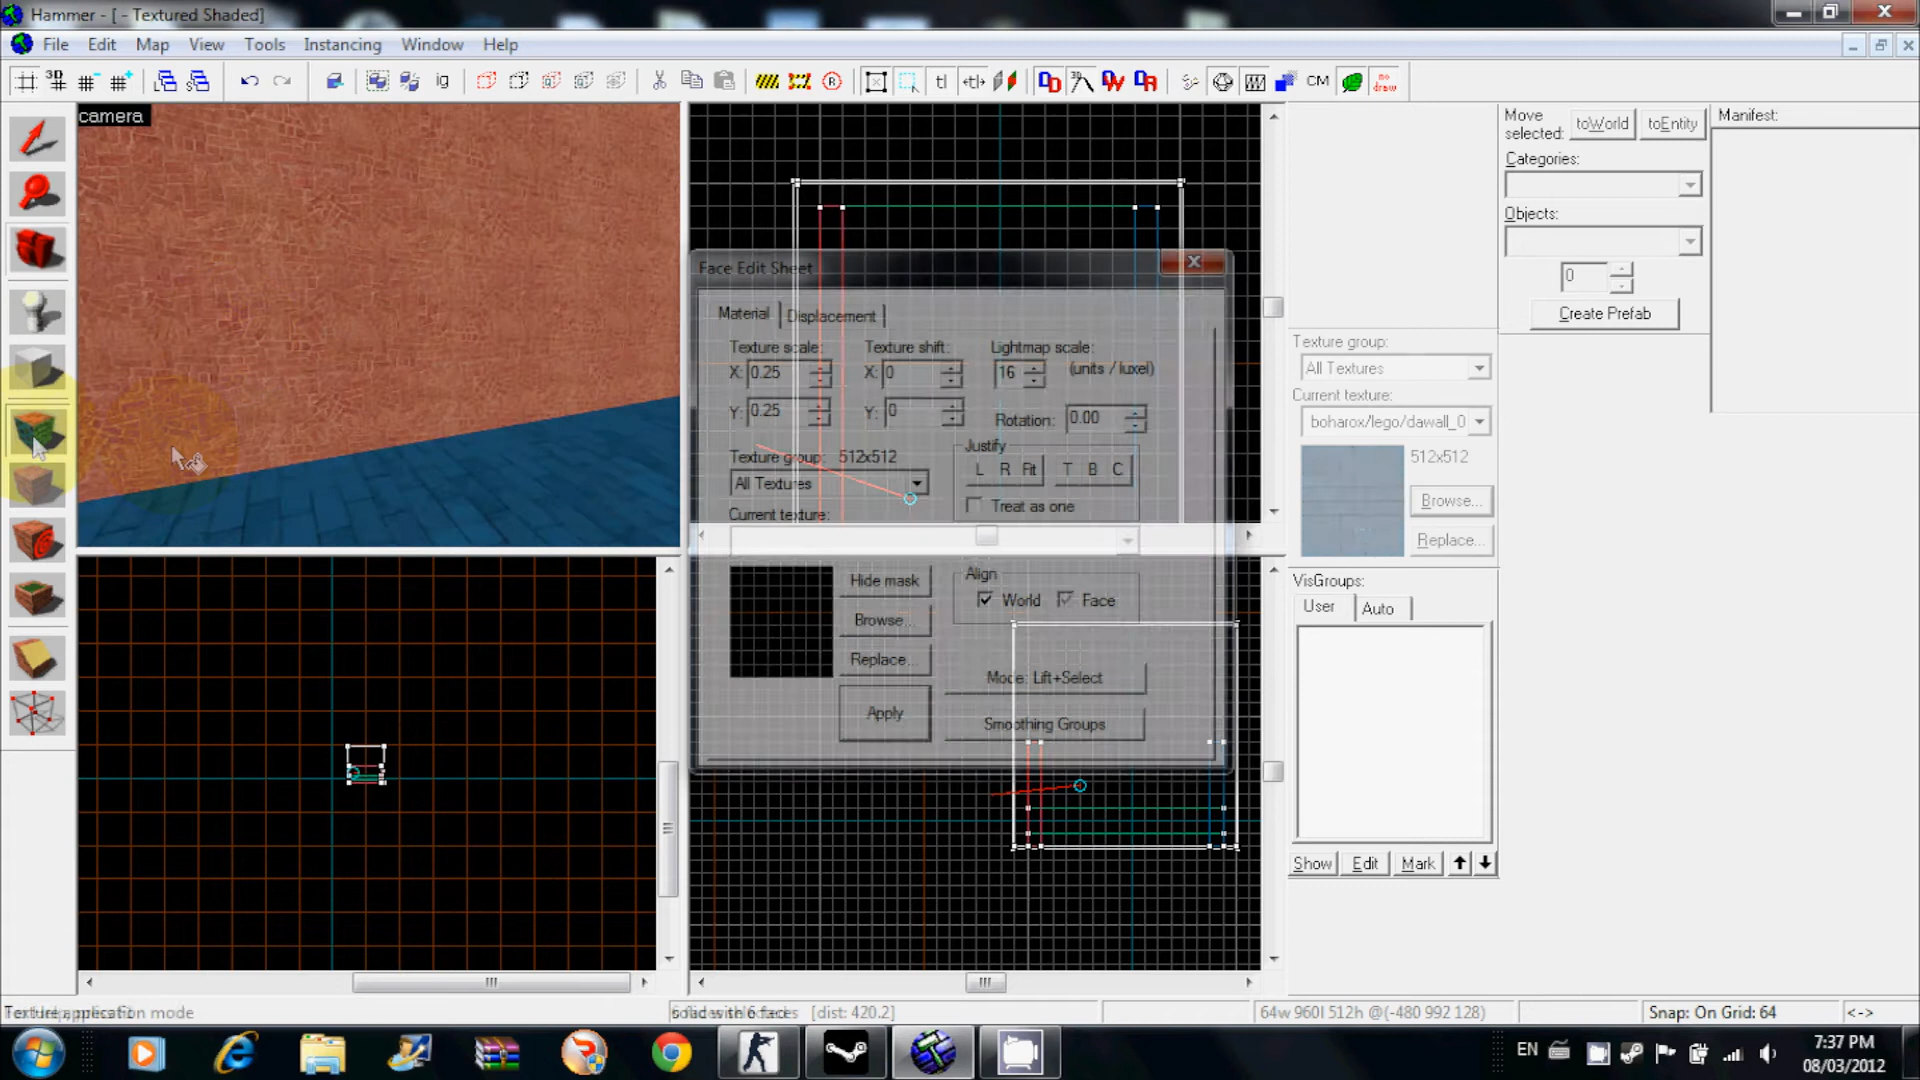 Hammer - [ - Textured Shaded]
File Edit Map View Tools Instancing Window Help
3D ig tl <tl> CM no draw
camera
Move selected: toWorld toEntity
Manifest:
Categories:
Objects:
0
Create Prefab
Face Edit Sheet
Material Displacement
Texture scale: Texture shift: Lightmap scale:
X: 0.25 X: 0 16 (units / luxel)
Y: 0.25 Y: 0 Rotation: 0.00
Texture group: 512x512
All Textures
Justify
L R Fit T B C
Treat as one
Current texture:
Hide mask
Browse...
Replace...
Apply
Align
World Face
Mode: Lift+Select
Smoothing Groups
Texture group:
All Textures
Current texture:
boharox/lego/dawall_0
512x512
Browse...
Replace...
VisGroups:
User Auto
Show Edit Mark
Texture application mode
solid with 6 faces [dist: 420.2]
64w 960l 512h @(-480 992 128)
Snap: On Grid: 64 <->
EN
7:37 PM
08/03/2012